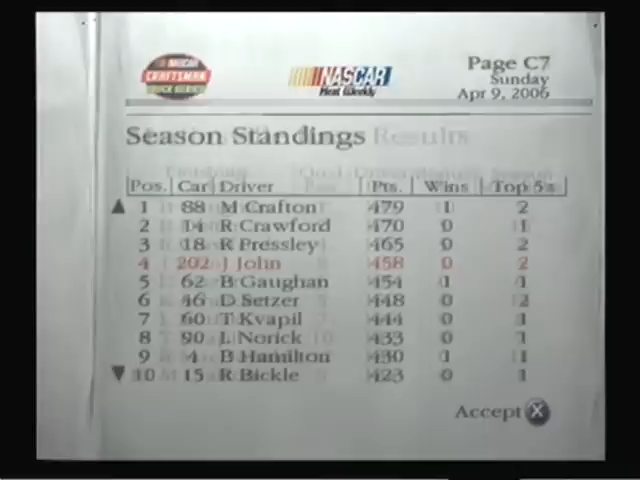 NASCAR
CRAFTSMAN
TRUCK SERIES
NASCAR
Heat Weekly
Page C7
Sunday
Apr 9, 2006
Season Standings Results
Pos. Car Driver Pts. Wins Top 5s
1 88 M Crafton 479 1 2
2 14 R Crawford 470 0 1
3 18 R Pressley 465 0 2
4 202 J John 458 0 2
5 62 B Gaughan 454 1 1
6 46 D Setzer 448 0 2
7 60 T Kvapil 444 0 1
8 90 L Norick 433 0 1
9 4 B Hamilton 430 1 1
10 15 R Bickle 423 0 1
Accept X